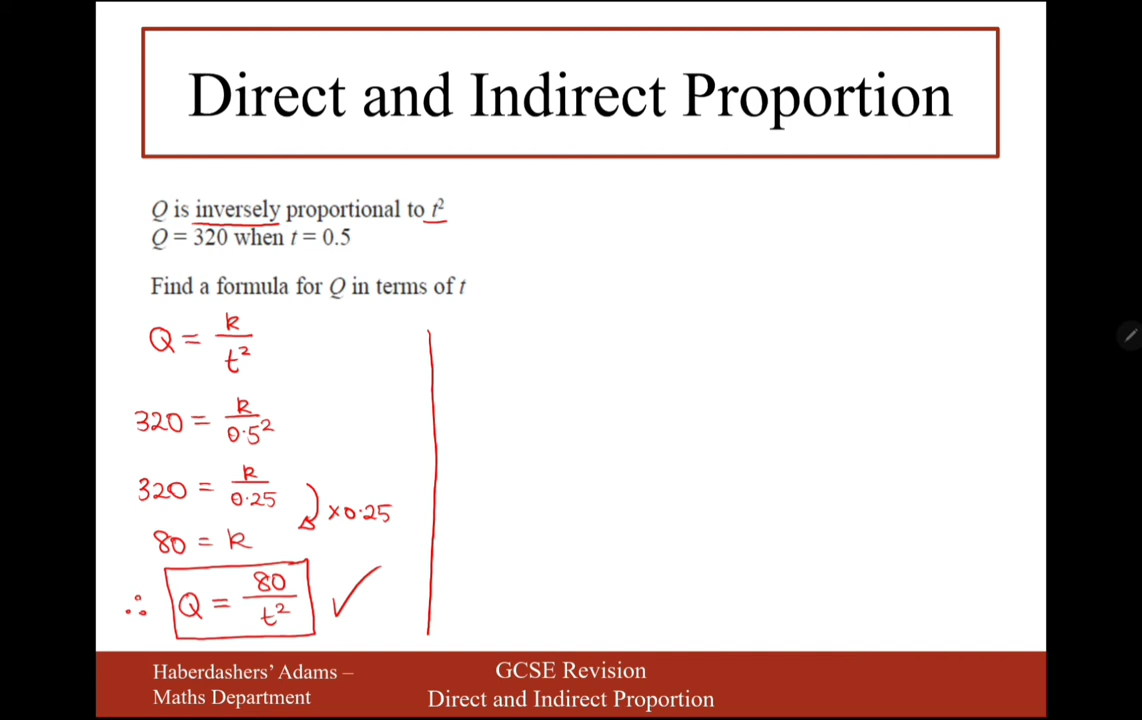 Direct and Indirect Proportion
Q is inversely proportional to t²
Q = 320 when t = 0.5
Find a formula for Q in terms of t
Q = k/t²
320 = k/0.5²
320 = k/0.25
×0.25
80 = k
∴ Q = 80/t² ✓
Haberdashers' Adams –
Maths Department
GCSE Revision
Direct and Indirect Proportion